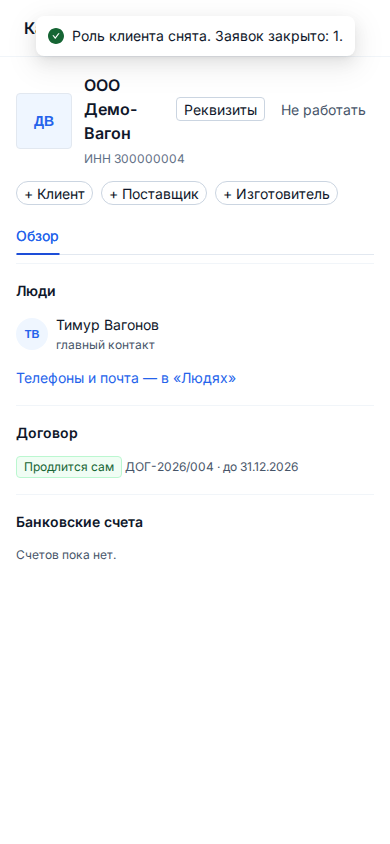 К
Роль клиента снята. Заявок закрыто: 1.
ДВ
ООО
Демо-
Вагон
ИНН 300000004
Реквизиты
Не работать
+ Клиент
+ Поставщик
+ Изготовитель
Обзор
Люди
ТВ
Тимур Вагонов
главный контакт
Телефоны и почта — в «Людях»
Договор
Продлится сам ДОГ-2026/004 · до 31.12.2026
Банковские счета
Счетов пока нет.